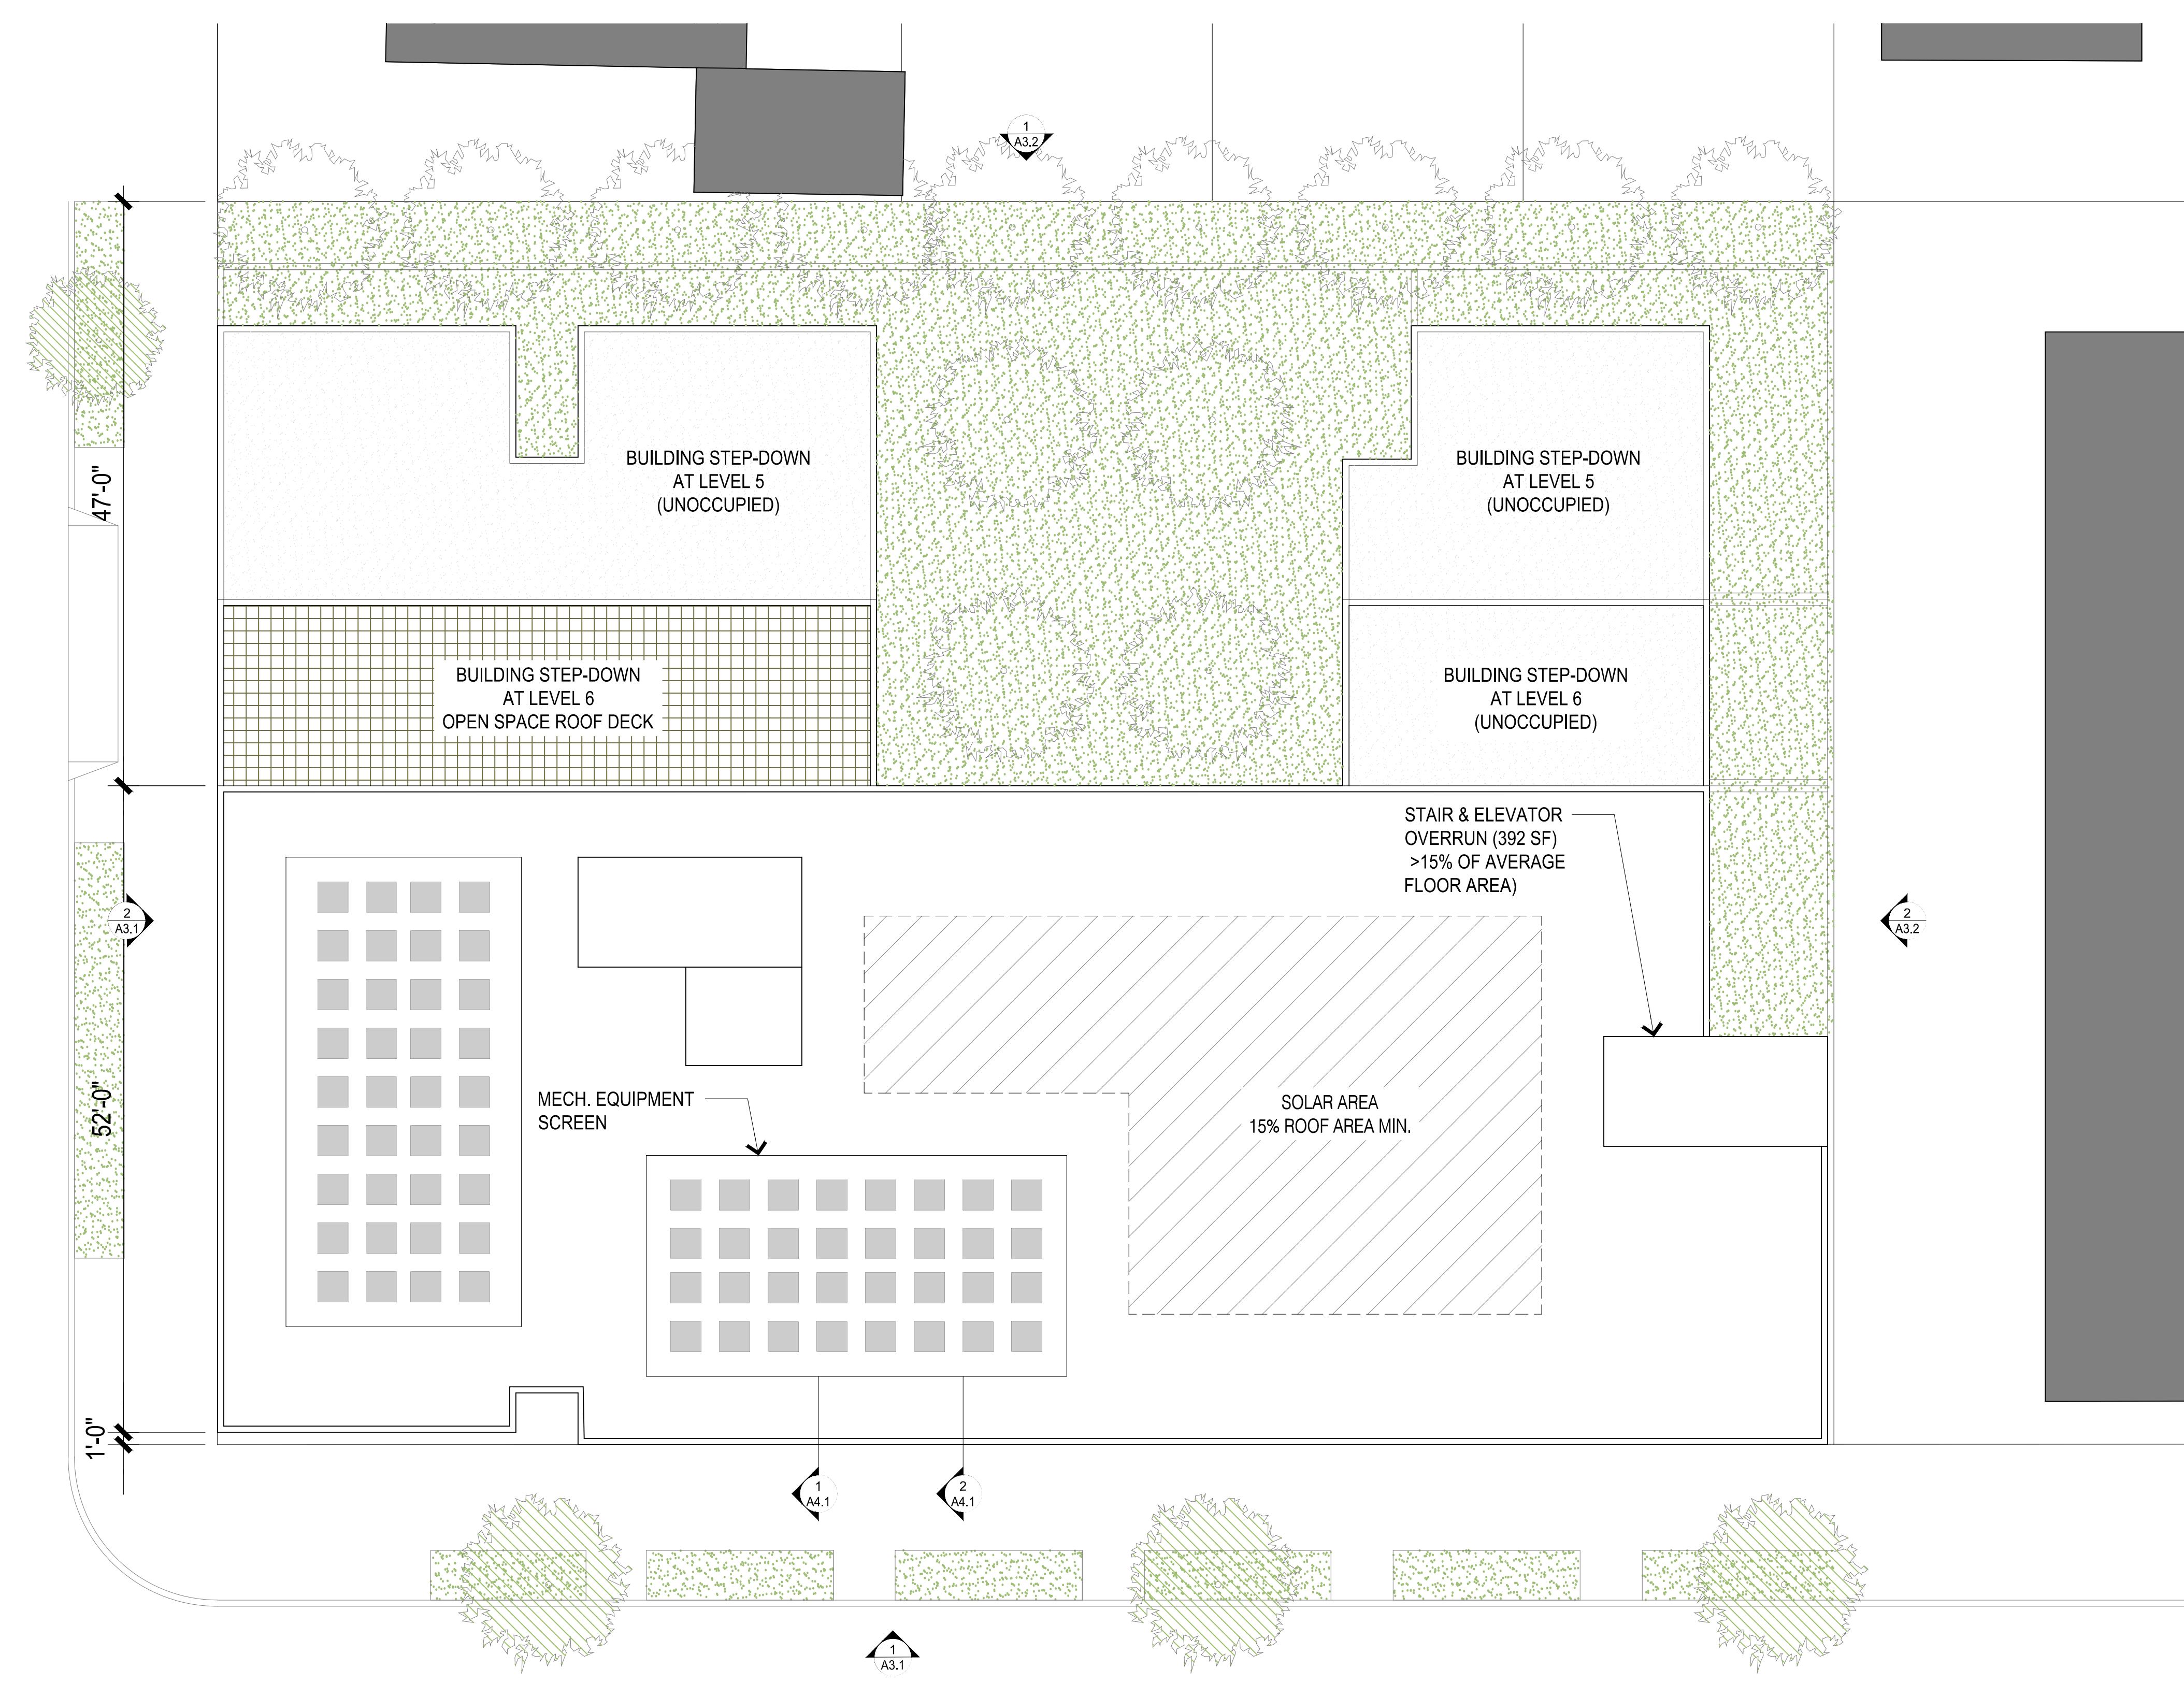 1
A3.2
47'-0"
BUILDING STEP-DOWN
AT LEVEL 5
(UNOCCUPIED)
BUILDING STEP-DOWN
AT LEVEL 5
(UNOCCUPIED)
BUILDING STEP-DOWN
AT LEVEL 6
OPEN SPACE ROOF DECK
BUILDING STEP-DOWN
AT LEVEL 6
(UNOCCUPIED)
STAIR & ELEVATOR
OVERRUN (392 SF)
>15% OF AVERAGE
FLOOR AREA)
2
A3.1
2
A3.2
52'-0"
MECH. EQUIPMENT
SCREEN
SOLAR AREA
15% ROOF AREA MIN.
1'-0"
1
A4.1
2
A4.1
1
A3.1